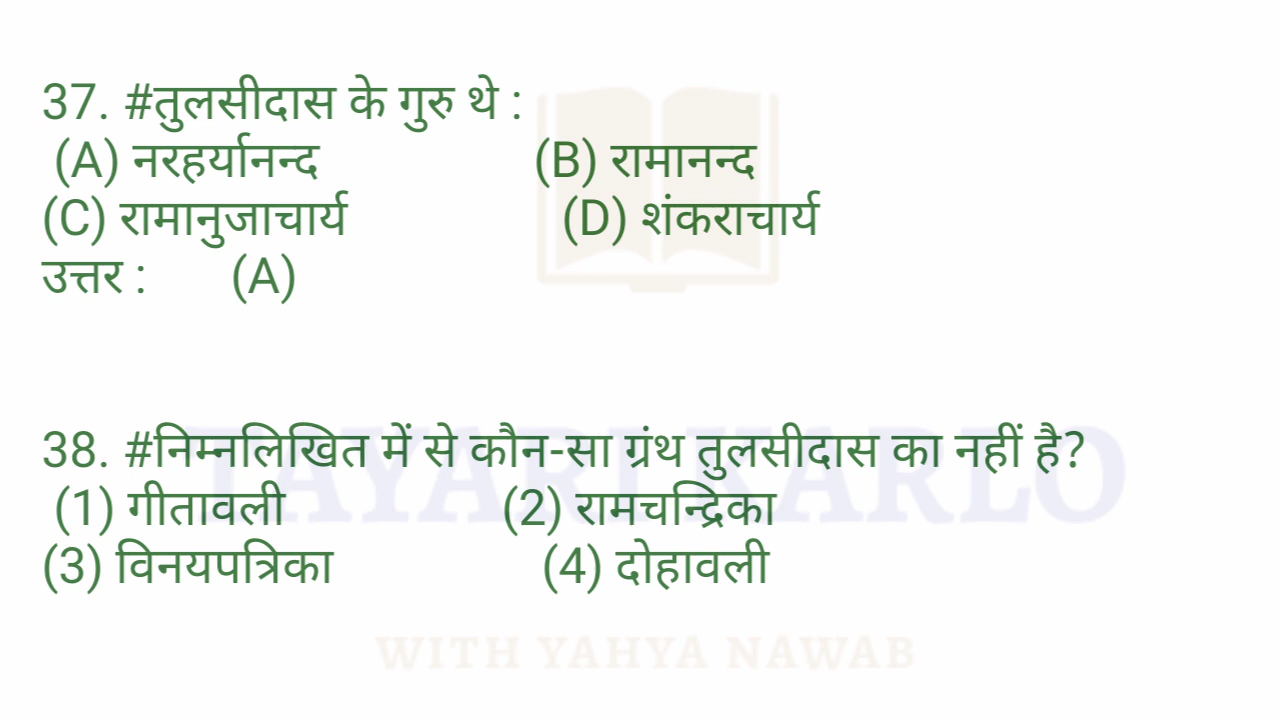 37. #तुलसीदास के गुरु थे :
(A) नरहर्यानन्द (B) रामानन्द
(C) रामानुजाचार्य (D) शंकराचार्य
उत्तर : (A)
38. #निम्नलिखित में से कौन-सा ग्रंथ तुलसीदास का नहीं है?
TAYARI KARLO
(1) गीतावली (2) रामचन्द्रिका
(3) विनयपत्रिका (4) दोहावली
WITH YAHYA NAWAB